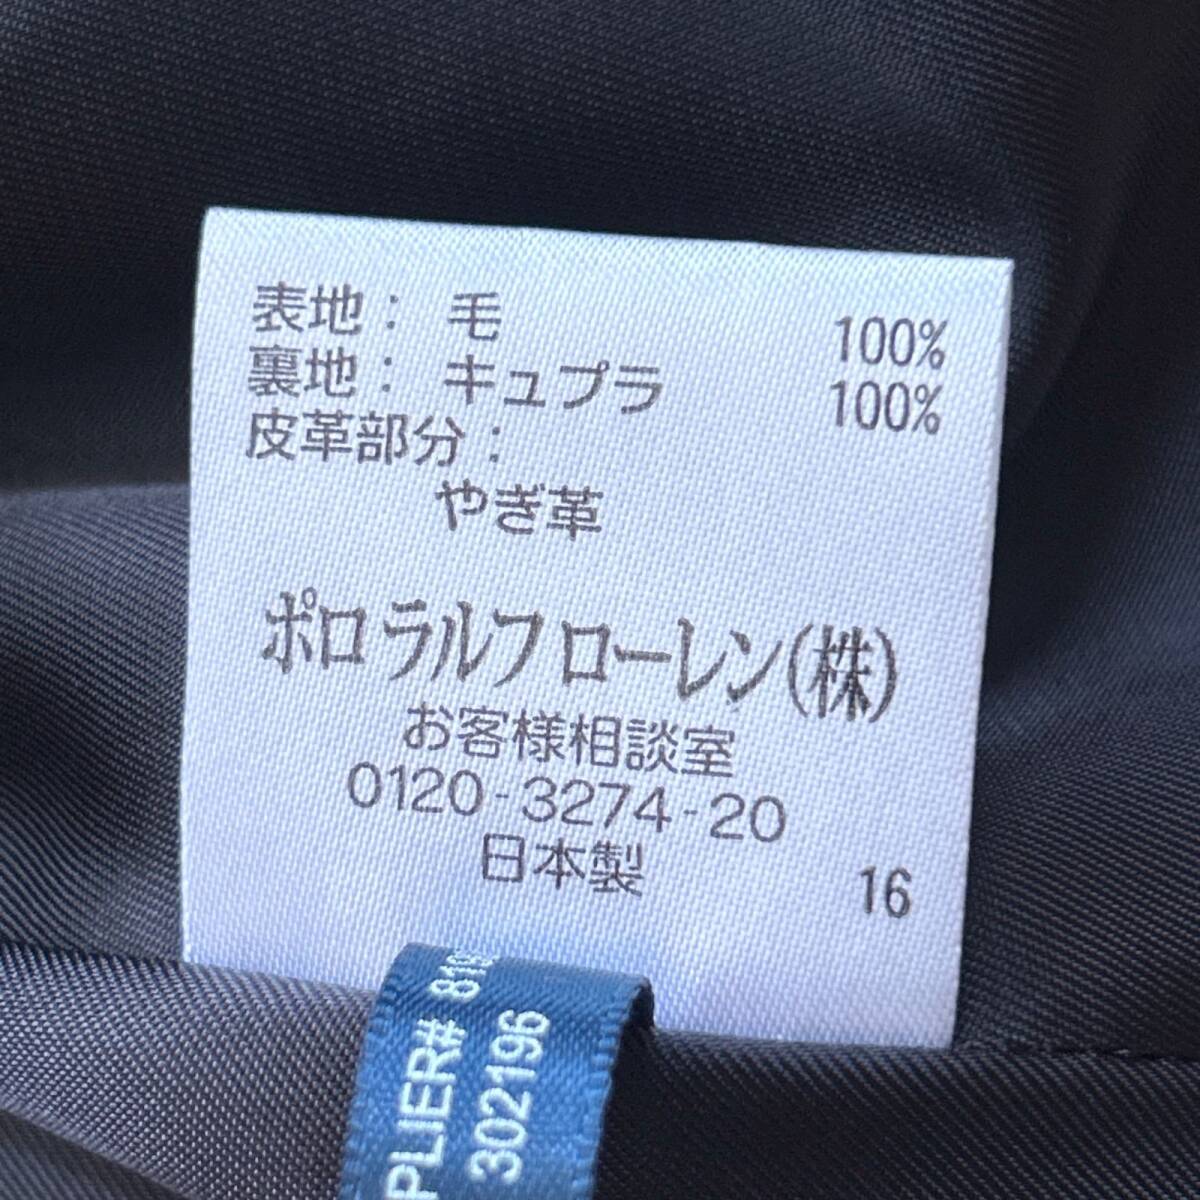 表地： 毛 100%
裏地： キュプラ 100%
皮革部分：
やぎ革
ポロ ラルフ ローレン(株)
お客様相談室
0120-3274-20
日本製
16
PLIER# 819
302196